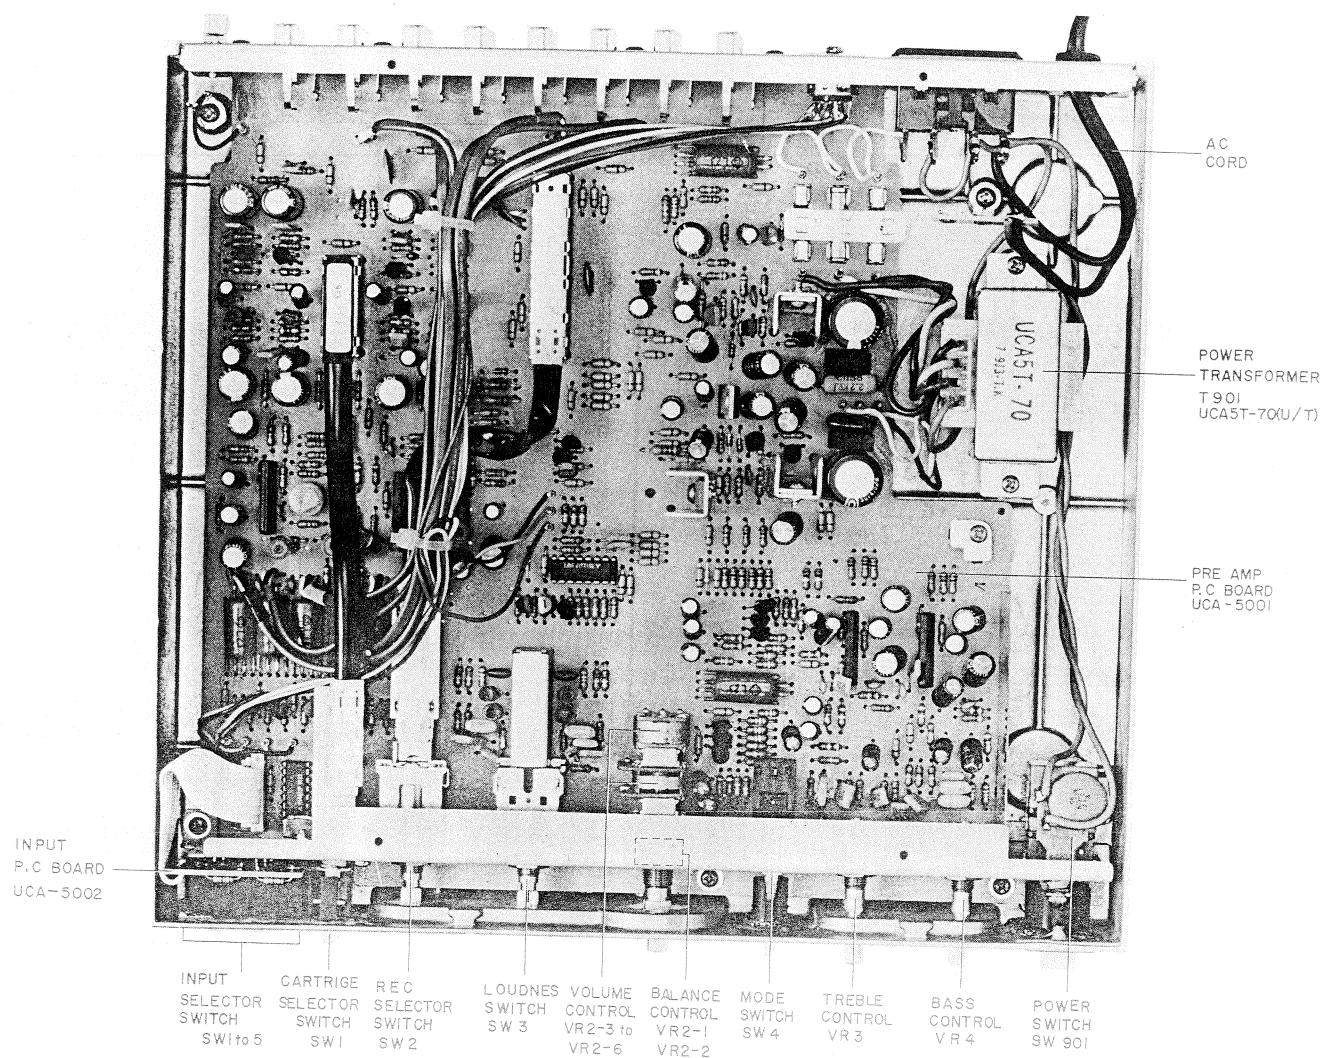 AC
CORD
UCA5T-70
POWER
TRANSFORMER
T901
UCA5T-70(U/T)
PRE AMP
P.C BOARD
UCA-5001
INPUT
P.C BOARD
UCA-5002
INPUT
SELECTOR
SWITCH
SW1to5
CARTRIGE
SELECTOR
SWITCH
SW1
REC
SELECTOR
SWITCH
SW2
LOUDNES
SWITCH
SW3
VOLUME
CONTROL
VR2-3 to
VR2-6
BALANCE
CONTROL
VR2-1
VR2-2
MODE
SWITCH
SW4
TREBLE
CONTROL
VR3
BASS
CONTROL
VR4
POWER
SWITCH
SW901